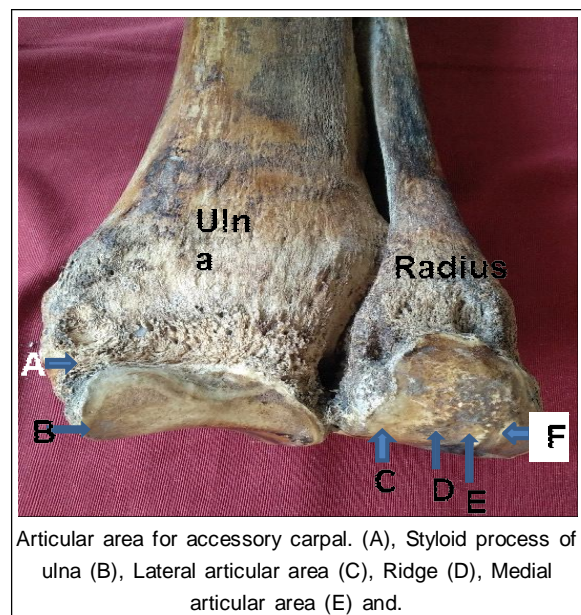 Uln
a
Radius
A
B
C
D
E
F
Articular area for accessory carpal. (A), Styloid process of
ulna (B), Lateral articular area (C), Ridge (D), Medial
articular area (E) and.